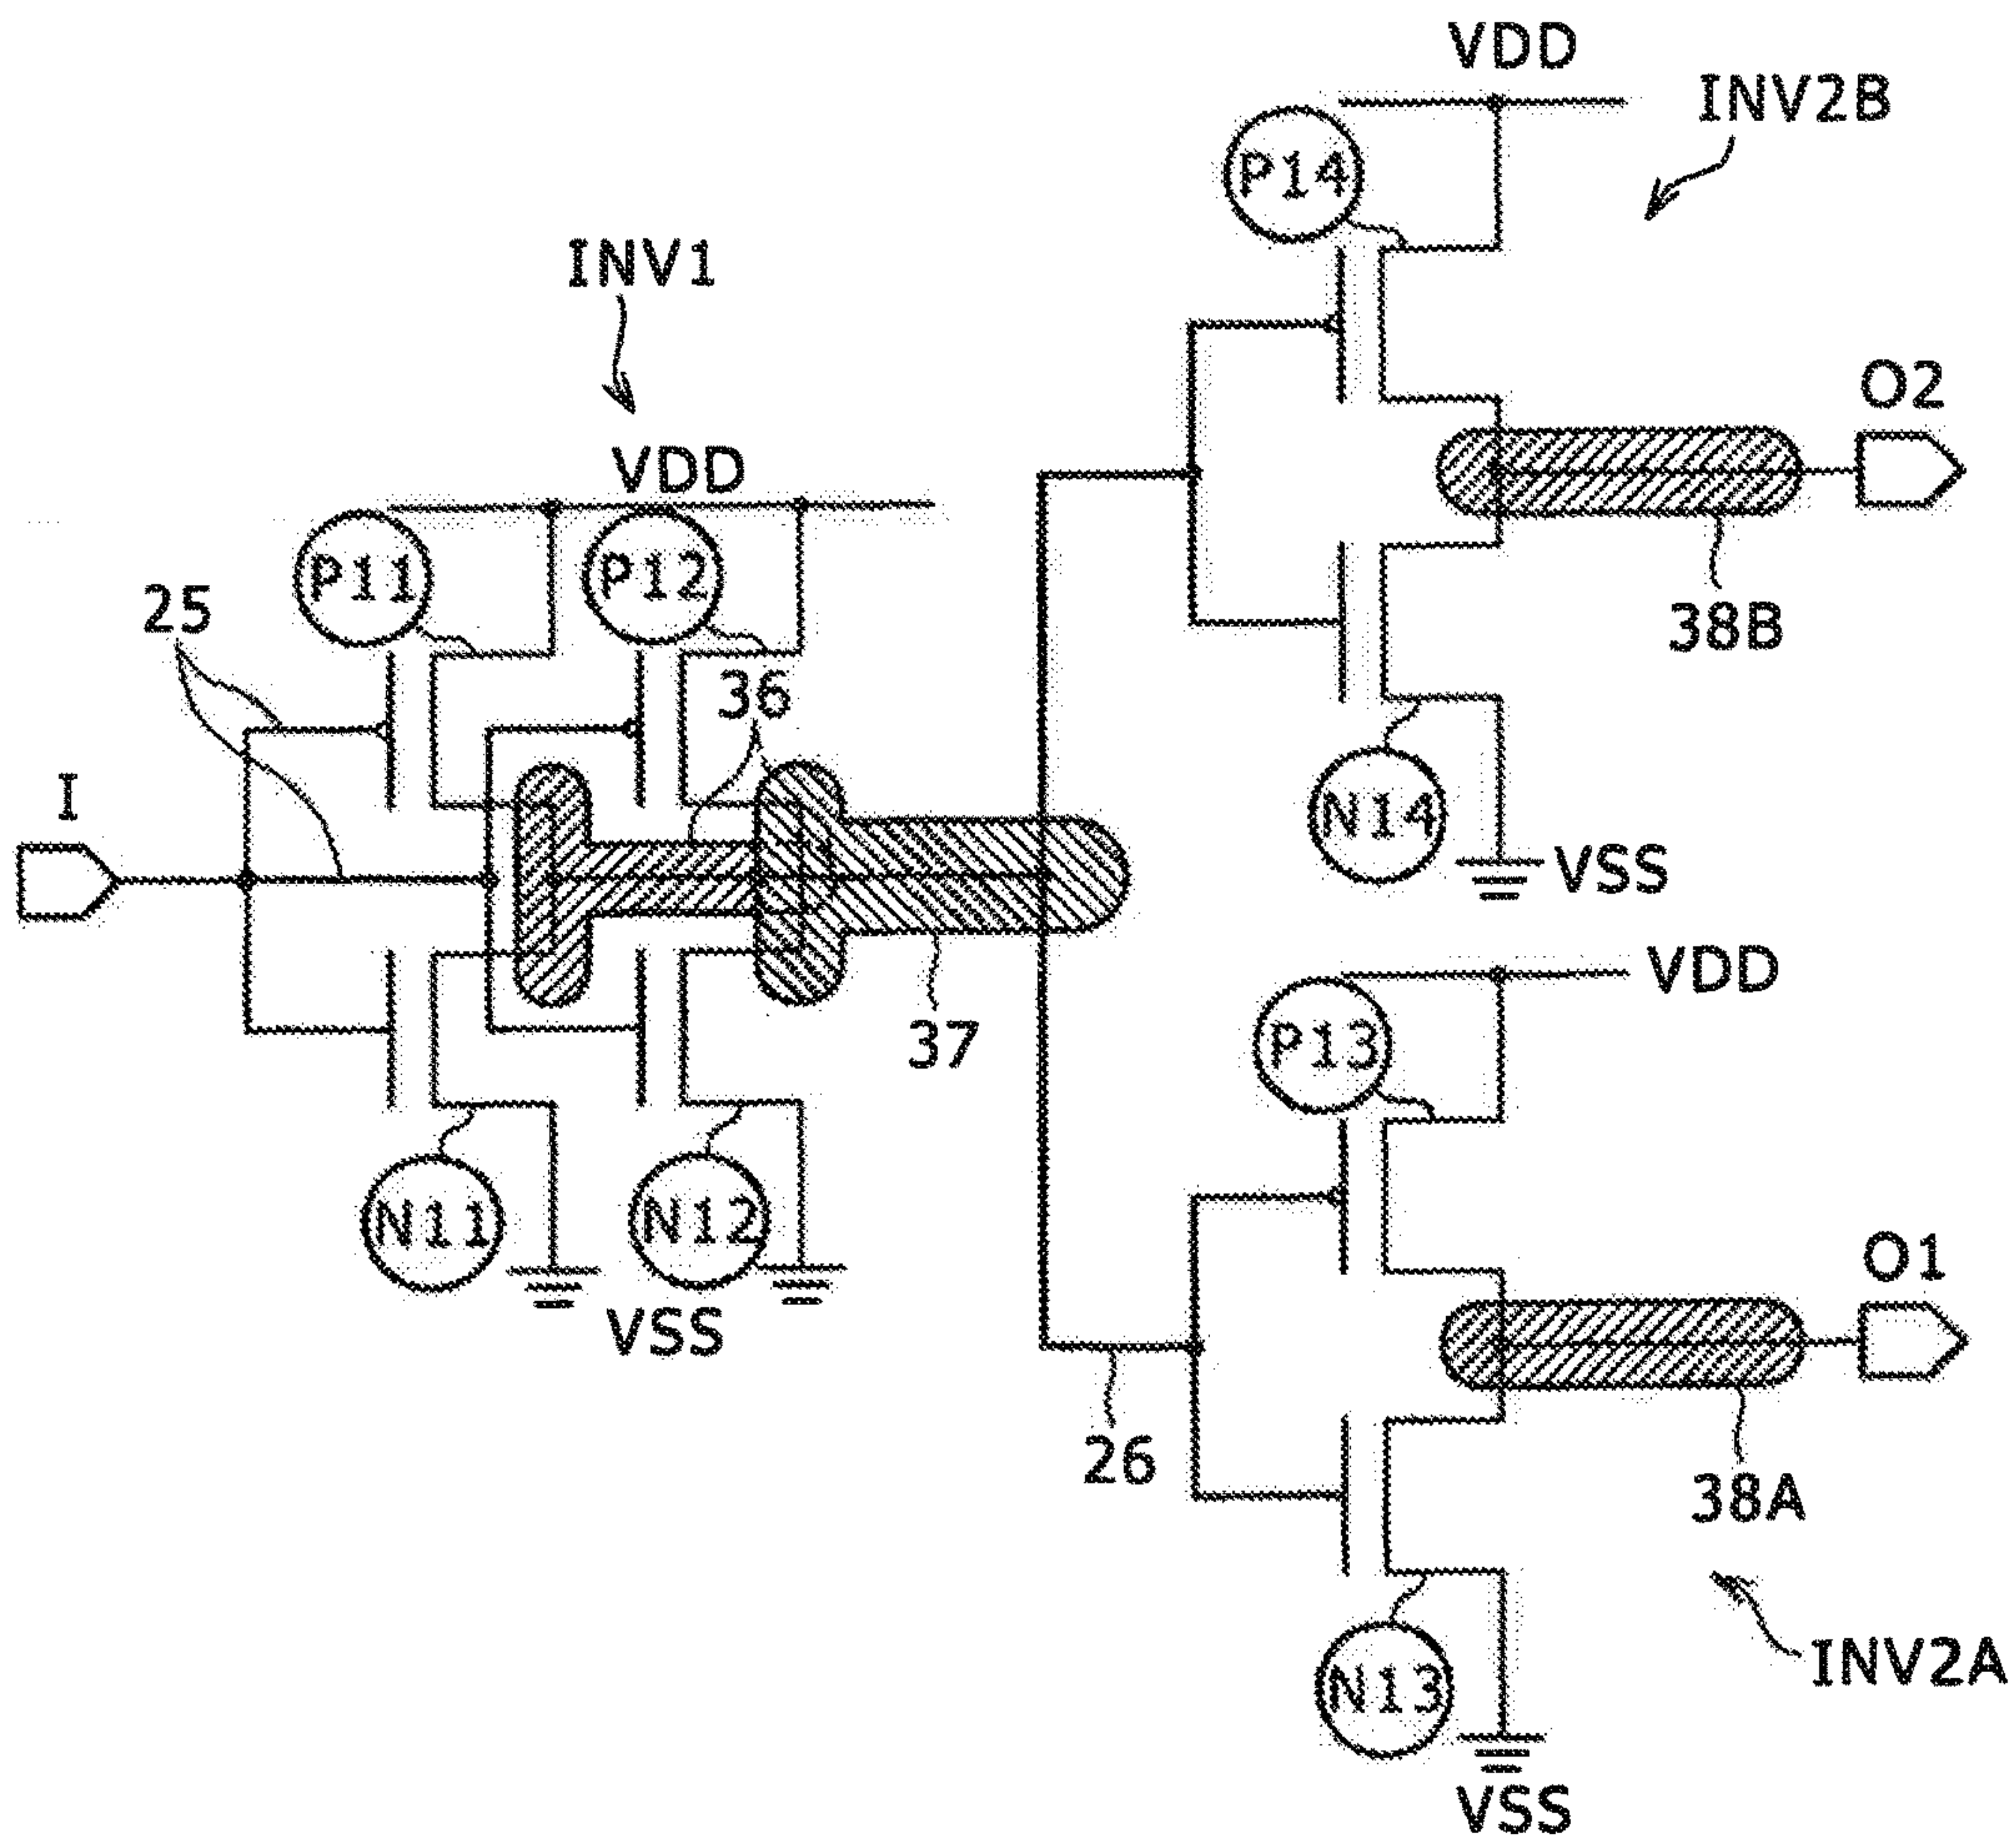 VDD
INV2B
P14
INV1
O2
VDD
P11
P12
25
38B
36
I
N14
VSS
VDD
37
P13
N11
N12
O1
VSS
26
38A
INV2A
N13
VSS